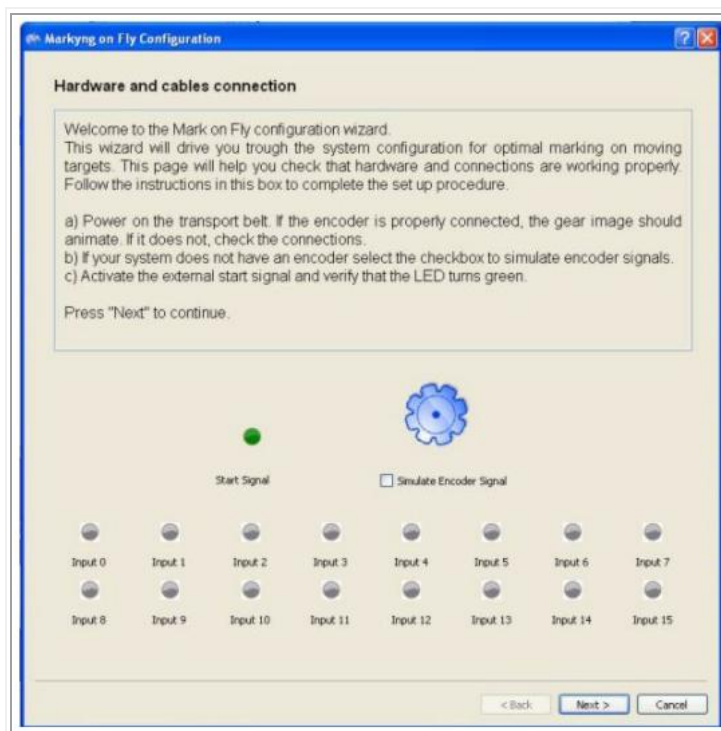 Markyng on Fly Configuration
Hardware and cables connection
Welcome to the Mark on Fly configuration wizard.
This wizard will drive you trough the system configuration for optimal marking on moving
targets. This page will help you check that hardware and connections are working properly.
Follow the instructions in this box to complete the set up procedure.
a) Power on the transport belt. If the encoder is properly connected, the gear image should
animate. If it does not, check the connections.
b) If your system does not have an encoder select the checkbox to simulate encoder signals.
c) Activate the external start signal and verify that the LED turns green.
Press "Next" to continue.
Start Signal
Simulate Encoder Signal
Input 0 Input 1 Input 2 Input 3 Input 4 Input 5 Input 6 Input 7
Input 8 Input 9 Input 10 Input 11 Input 12 Input 13 Input 14 Input 15
< Back Next > Cancel